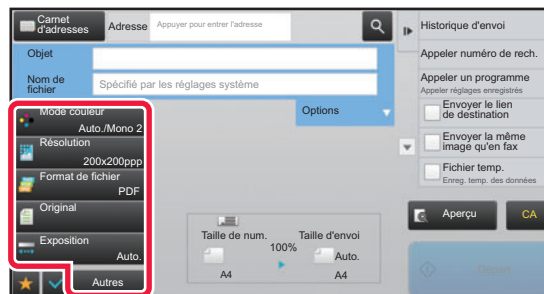 Carnet
d'adresses
Adresse
Appuyer pour entrer l'adresse
Objet
Nom de
fichier
Spécifié par les réglages système
Options
Mode couleur
Auto./Mono 2
Résolution
200x200ppp
Format de
fichier
PDF
Original
Exposition
Auto.
Autres
Taille de num.
100%
Taille d'envoi
Auto.
A4
A4
Historique d'envoi
Appeler numéro de rech.
Appeler un programme
Appeler réglages enregistrés
Envoyer le lien
de destination
Envoyer la même
image qu'en fax
Fichier temp.
Enreg. temp. des données
Aperçu
CA
Départ